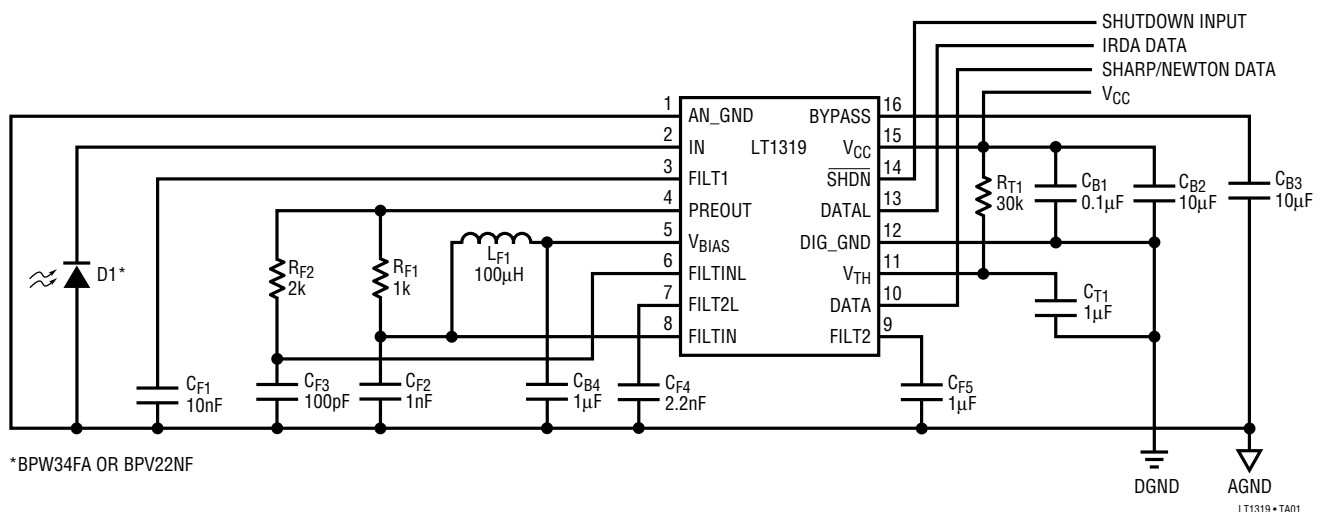 SHUTDOWN INPUT
IRDA DATA
SHARP/NEWTON DATA
VCC
1
AN_GND
2
IN
3
FILT1
4
PREOUT
5
VBIAS
6
FILTINL
7
FILT2L
8
FILTIN
LT1319
16
BYPASS
15
VCC
14
SHDN
13
DATAL
12
DIG_GND
11
VTH
10
DATA
9
FILT2
D1*
RF2
2k
RF1
1k
LF1
100µH
RT1
30k
CB1
0.1µF
CB2
10µF
CB3
10µF
CT1
1µF
CF1
10nF
CF3
100pF
CF2
1nF
CB4
1µF
CF4
2.2nF
CF5
1µF
*BPW34FA OR BPV22NF
DGND
AGND
LT1319 • TA01